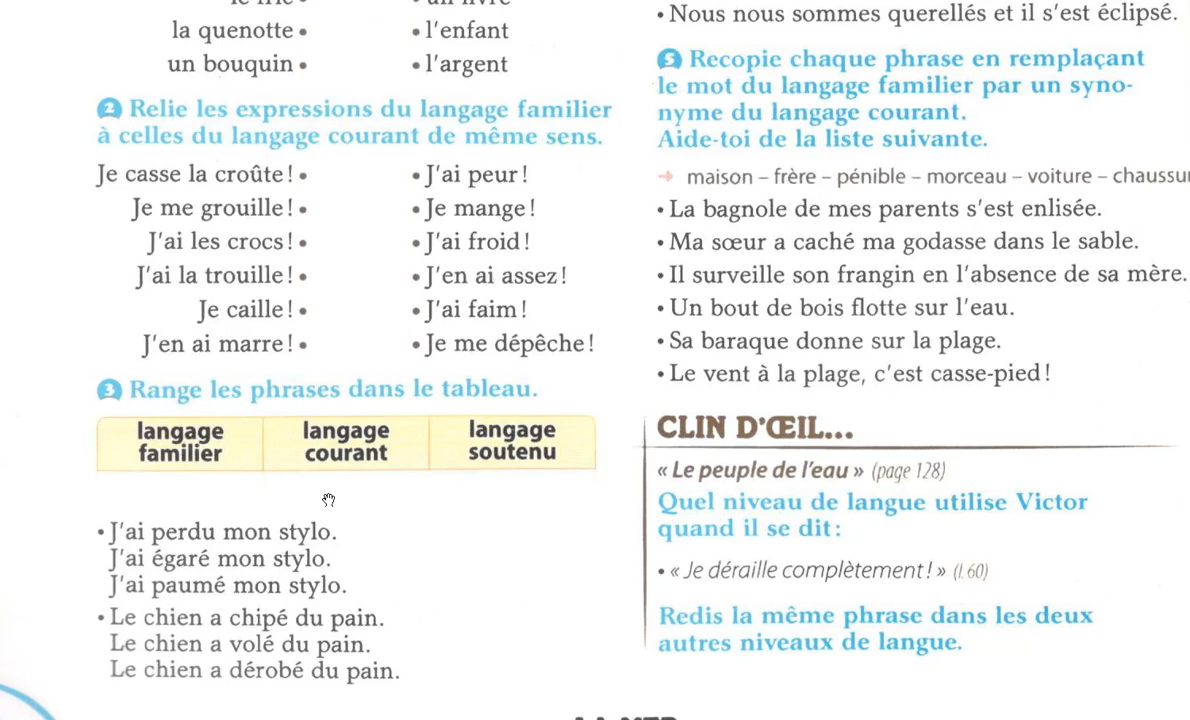 la quenotte • • l'enfant
un bouquin • • l'argent
2 Relie les expressions du langage familier
à celles du langage courant de même sens.
Je casse la croûte ! • • J'ai peur !
Je me grouille ! • • Je mange !
J'ai les crocs ! • • J'ai froid !
J'ai la trouille ! • • J'en ai assez !
Je caille ! • • J'ai faim !
J'en ai marre ! • • Je me dépêche !
3 Range les phrases dans le tableau.
langage familier
langage courant
langage soutenu
• J'ai perdu mon stylo.
J'ai égaré mon stylo.
J'ai paumé mon stylo.
• Le chien a chipé du pain.
Le chien a volé du pain.
Le chien a dérobé du pain.
• Nous nous sommes querellés et il s'est éclipsé.
5 Recopie chaque phrase en remplaçant
le mot du langage familier par un syno-
nyme du langage courant.
Aide-toi de la liste suivante.
→ maison – frère – pénible – morceau – voiture –
• La bagnole de mes parents s'est enlisée.
• Ma sœur a caché ma godasse dans le sable.
• Il surveille son frangin en l'absence de sa mère.
• Un bout de bois flotte sur l'eau.
• Sa baraque donne sur la plage.
• Le vent à la plage, c'est casse-pied !
CLIN D'ŒIL...
« Le peuple de l'eau » (page 128)
Quel niveau de langue utilise Victor
quand il se dit :
• « Je déraille complètement ! » (l. 60)
Redis la même phrase dans les deux
autres niveaux de langue.